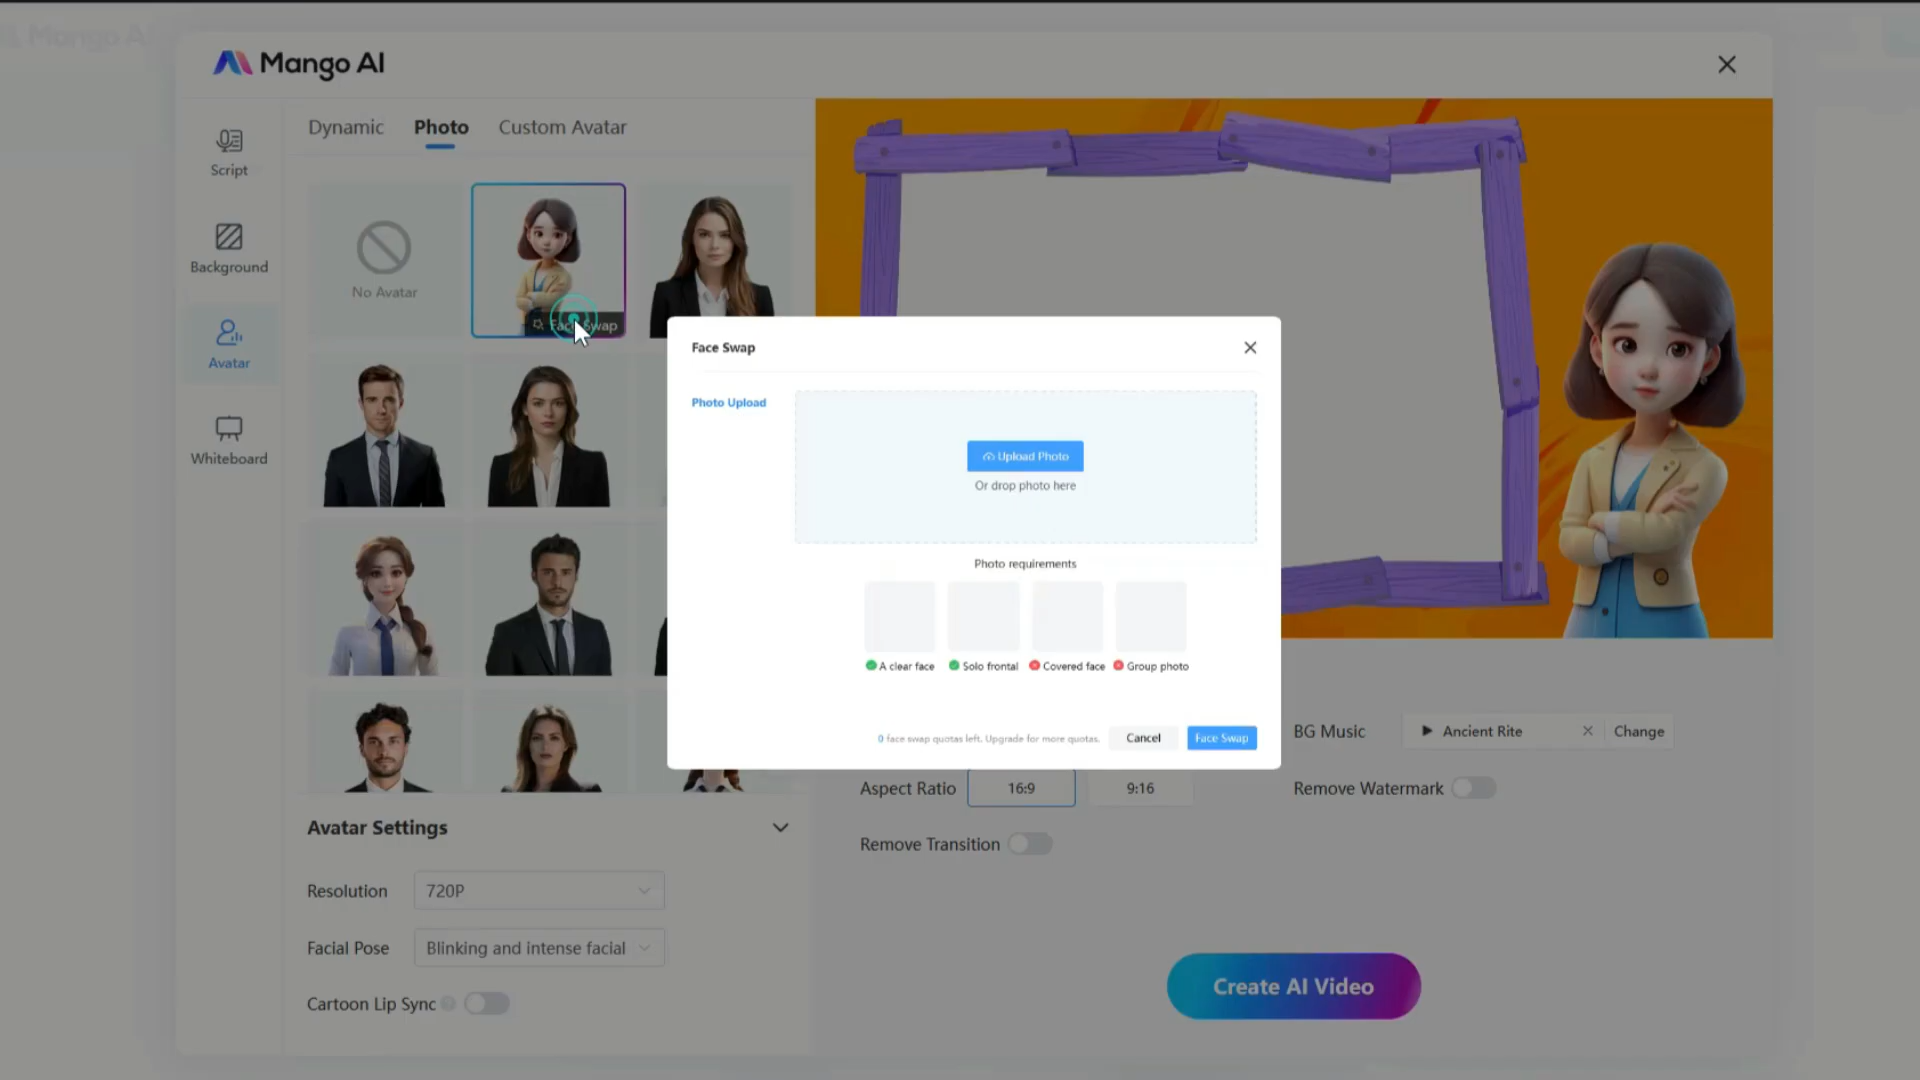 Mango AI
Script
Background
Avatar
Whiteboard
Dynamic
Photo
Custom Avatar
No Avatar
Face Swap
Face Swap
Photo Upload
Upload Photo
Or drop photo here
Photo requirements
A clear face
Solo frontal
Covered face
Group photo
0 face swap quotas left. Upgrade for more quotas.
Cancel
Face Swap
Avatar Settings
Resolution
720P
Facial Pose
Blinking and intense facial
Cartoon Lip Sync
BG Music
Ancient Rite
Change
Aspect Ratio
16:9
9:16
Remove Watermark
Remove Transition
Create AI Video